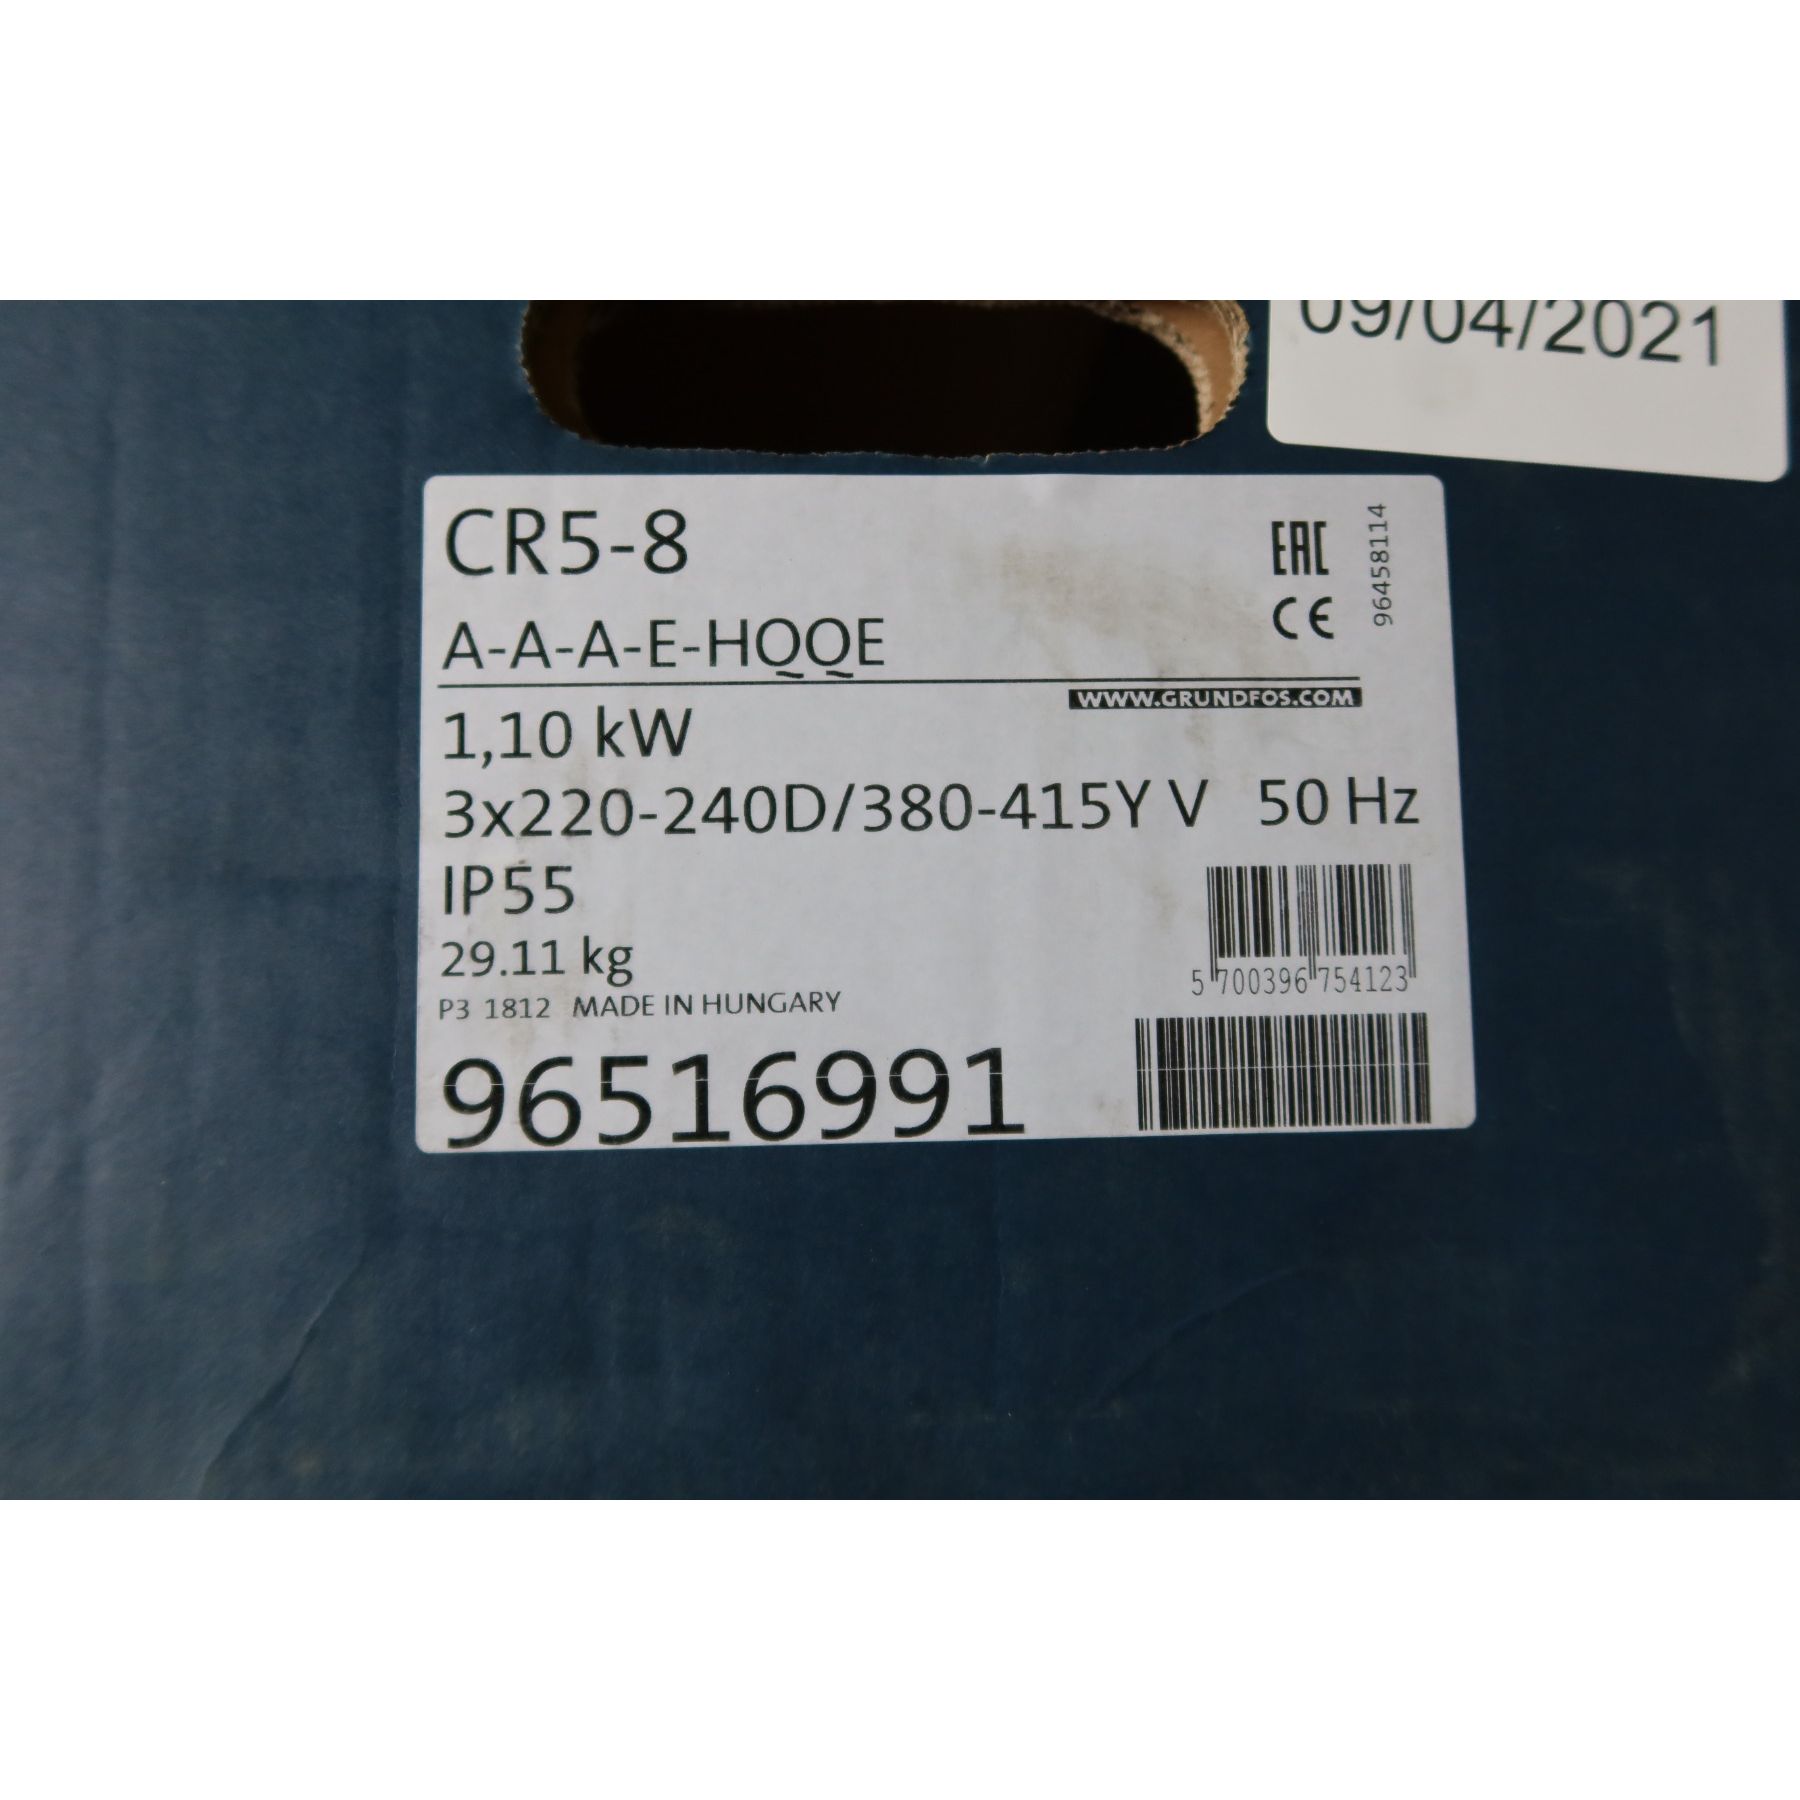 09/04/2021
CR5-8
EAC
96458114
A-A-A-E-HQQE
CE
WWW.GRUNDFOS.COM
1,10 kW
3x220-240D/380-415Y V 50 Hz
IP55
29.11 kg
5 700396 754123
P3 1812 MADE IN HUNGARY
96516991